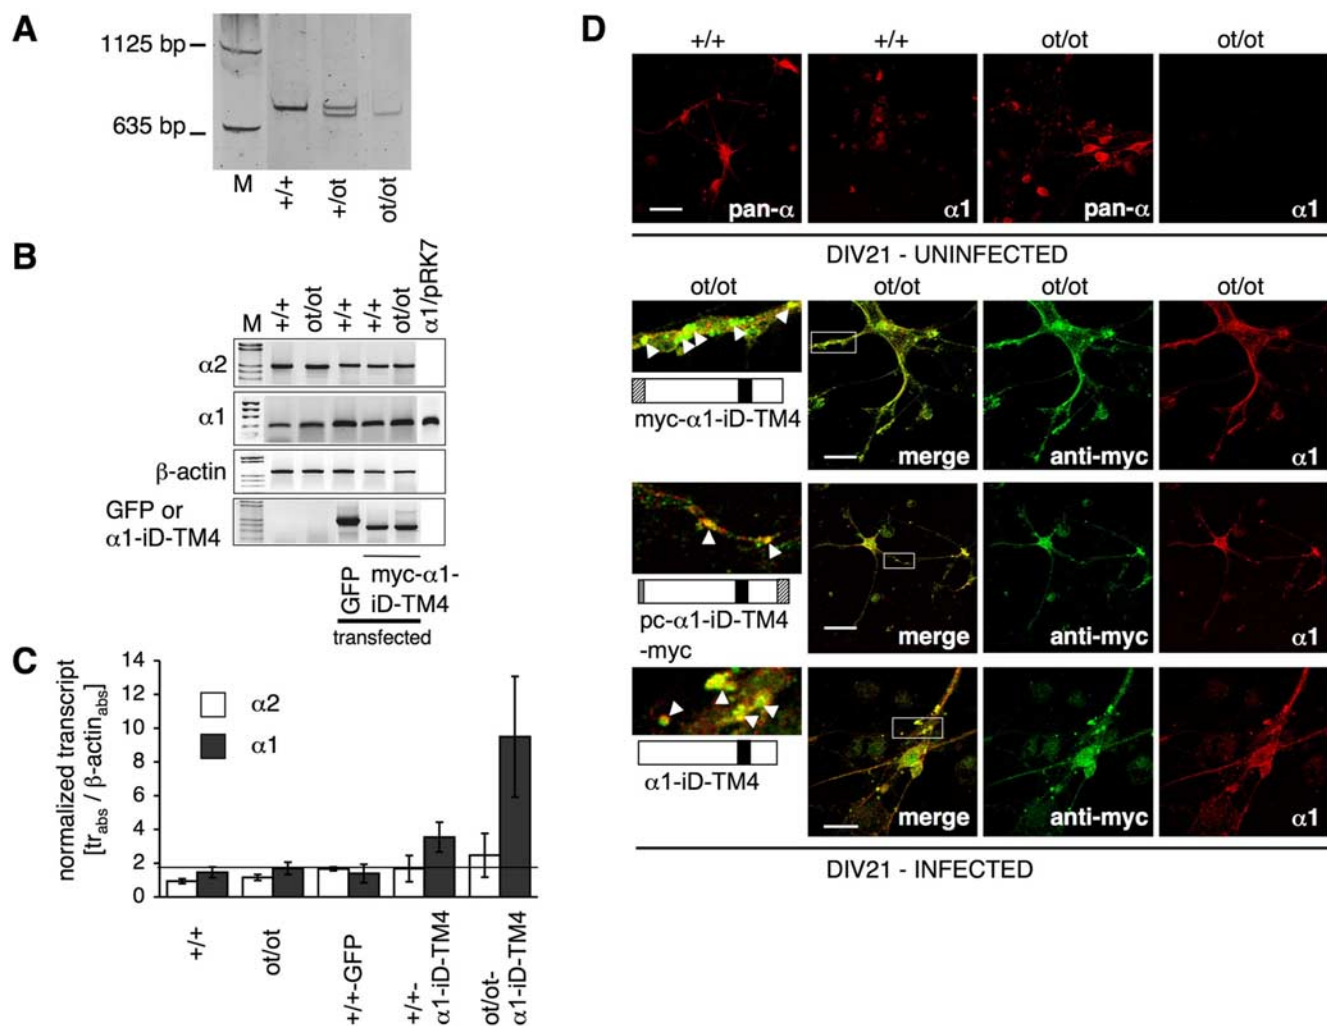 A
1125 bp
635 bp
M
+/+
+/ot
ot/ot
B
M
+/+
ot/ot
+/+
+/+
ot/ot
α1/pRK7
α2
α1
β-actin
GFP or
α1-iD-TM4
GFP
myc-α1-
iD-TM4
transfected
C
normalized transcript
[tr_abs / β-actin_abs]
14
12
10
8
6
4
2
0
α2
α1
+/+
ot/ot
+/+-GFP
+/+-
α1-iD-TM4
ot/ot-
α1-iD-TM4
D
+/+
+/+
ot/ot
ot/ot
pan-α
α1
pan-α
α1
DIV21 - UNINFECTED
ot/ot
ot/ot
ot/ot
ot/ot
myc-α1-iD-TM4
merge
anti-myc
α1
pc-α1-iD-TM4
-myc
merge
anti-myc
α1
α1-iD-TM4
merge
anti-myc
α1
DIV21 - INFECTED